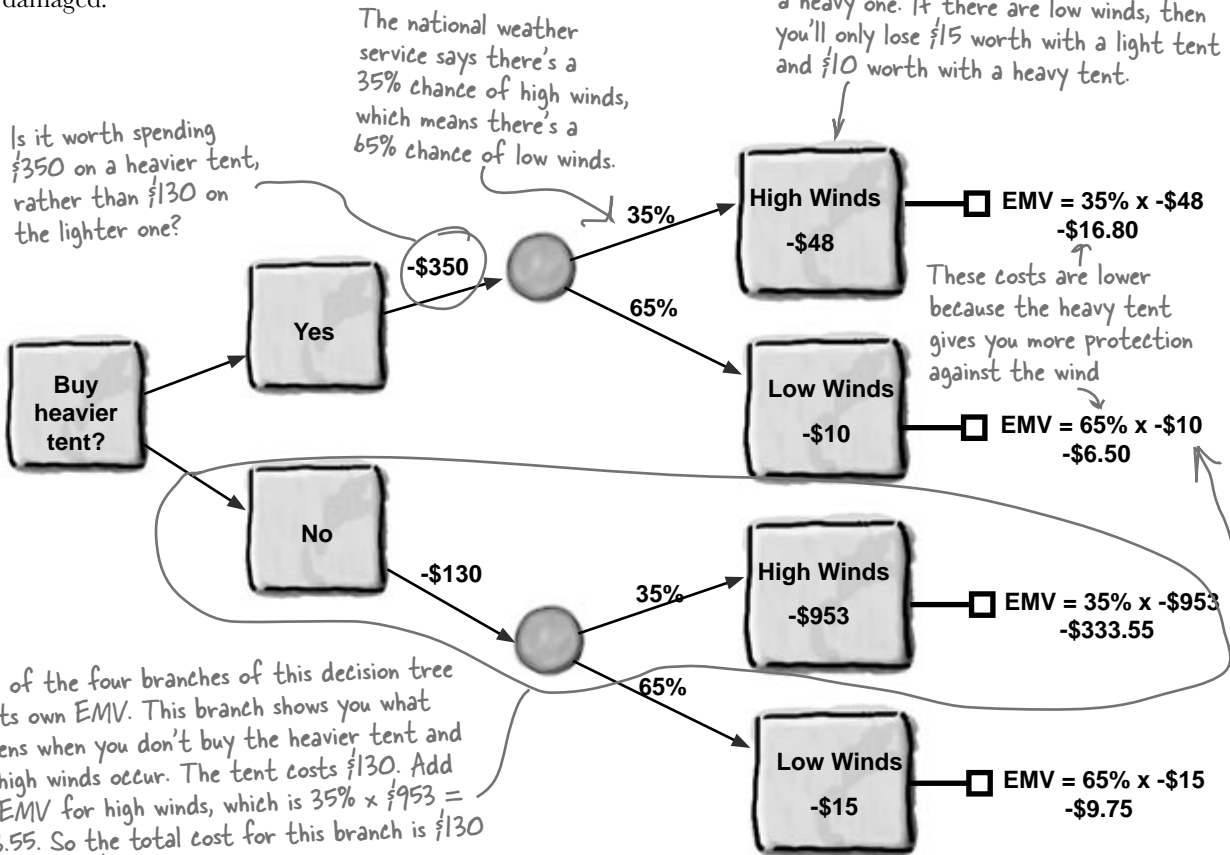 damaged.
The national weather
service says there's a
35% chance of high winds,
which means there's a
65% chance of low winds.
a heavy one. If there are low winds, then
you'll only lose $15 worth with a light tent
and $10 worth with a heavy tent.
Is it worth spending
$350 on a heavier tent,
rather than $130 on
the lighter one?
Buy
heavier
tent?
Yes
-$350
35%
65%
High Winds
-$48
EMV = 35% x -$48
-$16.80
These costs are lower
because the heavy tent
gives you more protection
against the wind
Low Winds
-$10
EMV = 65% x -$10
-$6.50
No
-$130
35%
65%
High Winds
-$953
EMV = 35% x -$953
-$333.55
Low Winds
-$15
EMV = 65% x -$15
-$9.75
of the four branches of this decision tree
its own EMV. This branch shows you what
ens when you don't buy the heavier tent and
high winds occur. The tent costs $130. Add
EMV for high winds, which is 35% x $953 =
3.55. So the total cost for this branch is $130